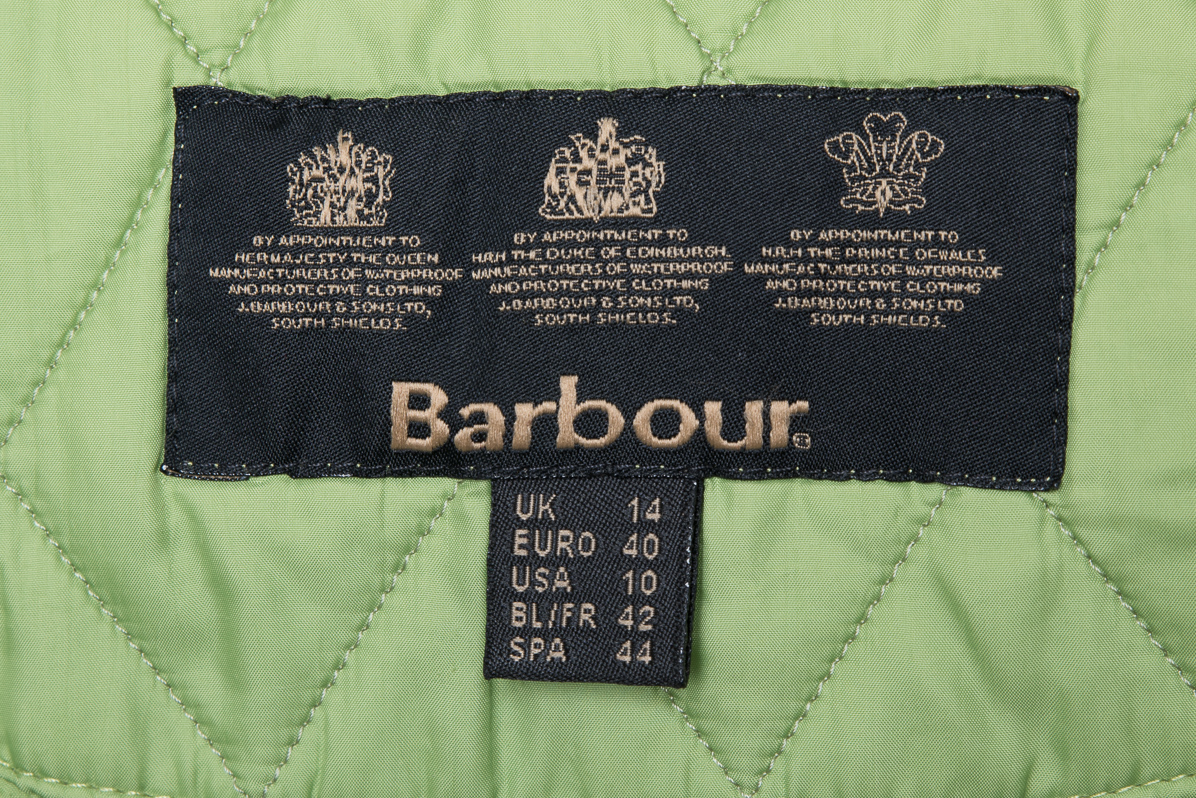 BY APPOINTMENT TO
HER MAJESTY THE QUEEN
MANUFACTURERS OF WATERPROOF
AND PROTECTIVE CLOTHING
J.BARBOUR & SONS LTD,
SOUTH SHIELDS.
BY APPOINTMENT TO
H.R.H THE DUKE OF EDINBURGH.
MANUFACTURERS OF WATERPROOF
AND PROTECTIVE CLOTHING
J.BARBOUR & SONS LTD,
SOUTH SHIELDS.
BY APPOINTMENT TO
H.R.H THE PRINCE OF WALES
MANUFACTURERS OF WATERPROOF
AND PROTECTIVE CLOTHING
J.BARBOUR & SONS LTD
SOUTH SHIELDS.
Barbour®
UK 14
EURO 40
USA 10
BL/FR 42
SPA 44